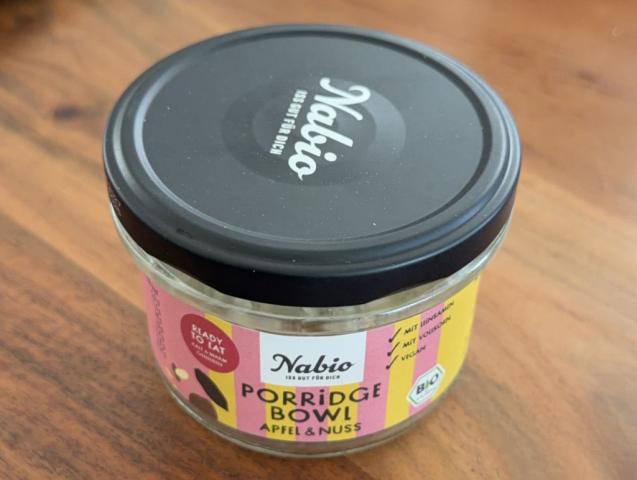 Nabio
ISS GUT FÜR DICH
READY
TO EAT
Nabio
ISS GUT FÜR DICH
PORRIDGE
BOWL
APFEL & NUSS
✓ MIT LEINSAMEN
✓ MIT VOLLKORN
✓ VEGAN
BIO